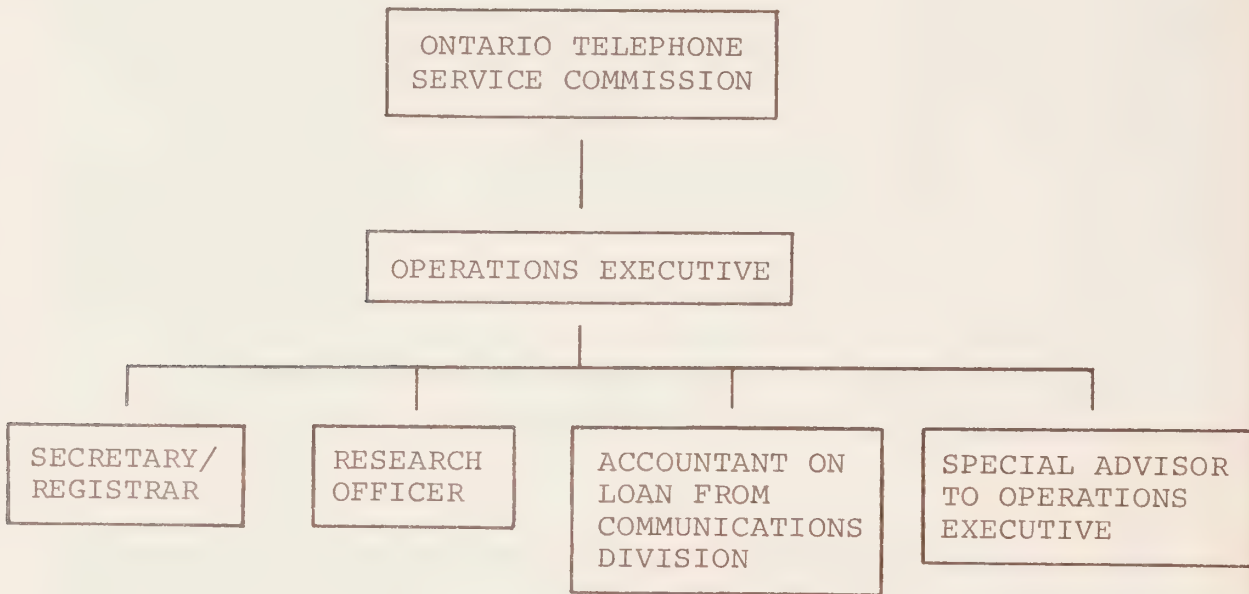 ONTARIO TELEPHONE
SERVICE COMMISSION
OPERATIONS EXECUTIVE
SECRETARY/
REGISTRAR
RESEARCH
OFFICER
ACCOUNTANT ON
LOAN FROM
COMMUNICATIONS
DIVISION
SPECIAL ADVISOR
TO OPERATIONS
EXECUTIVE